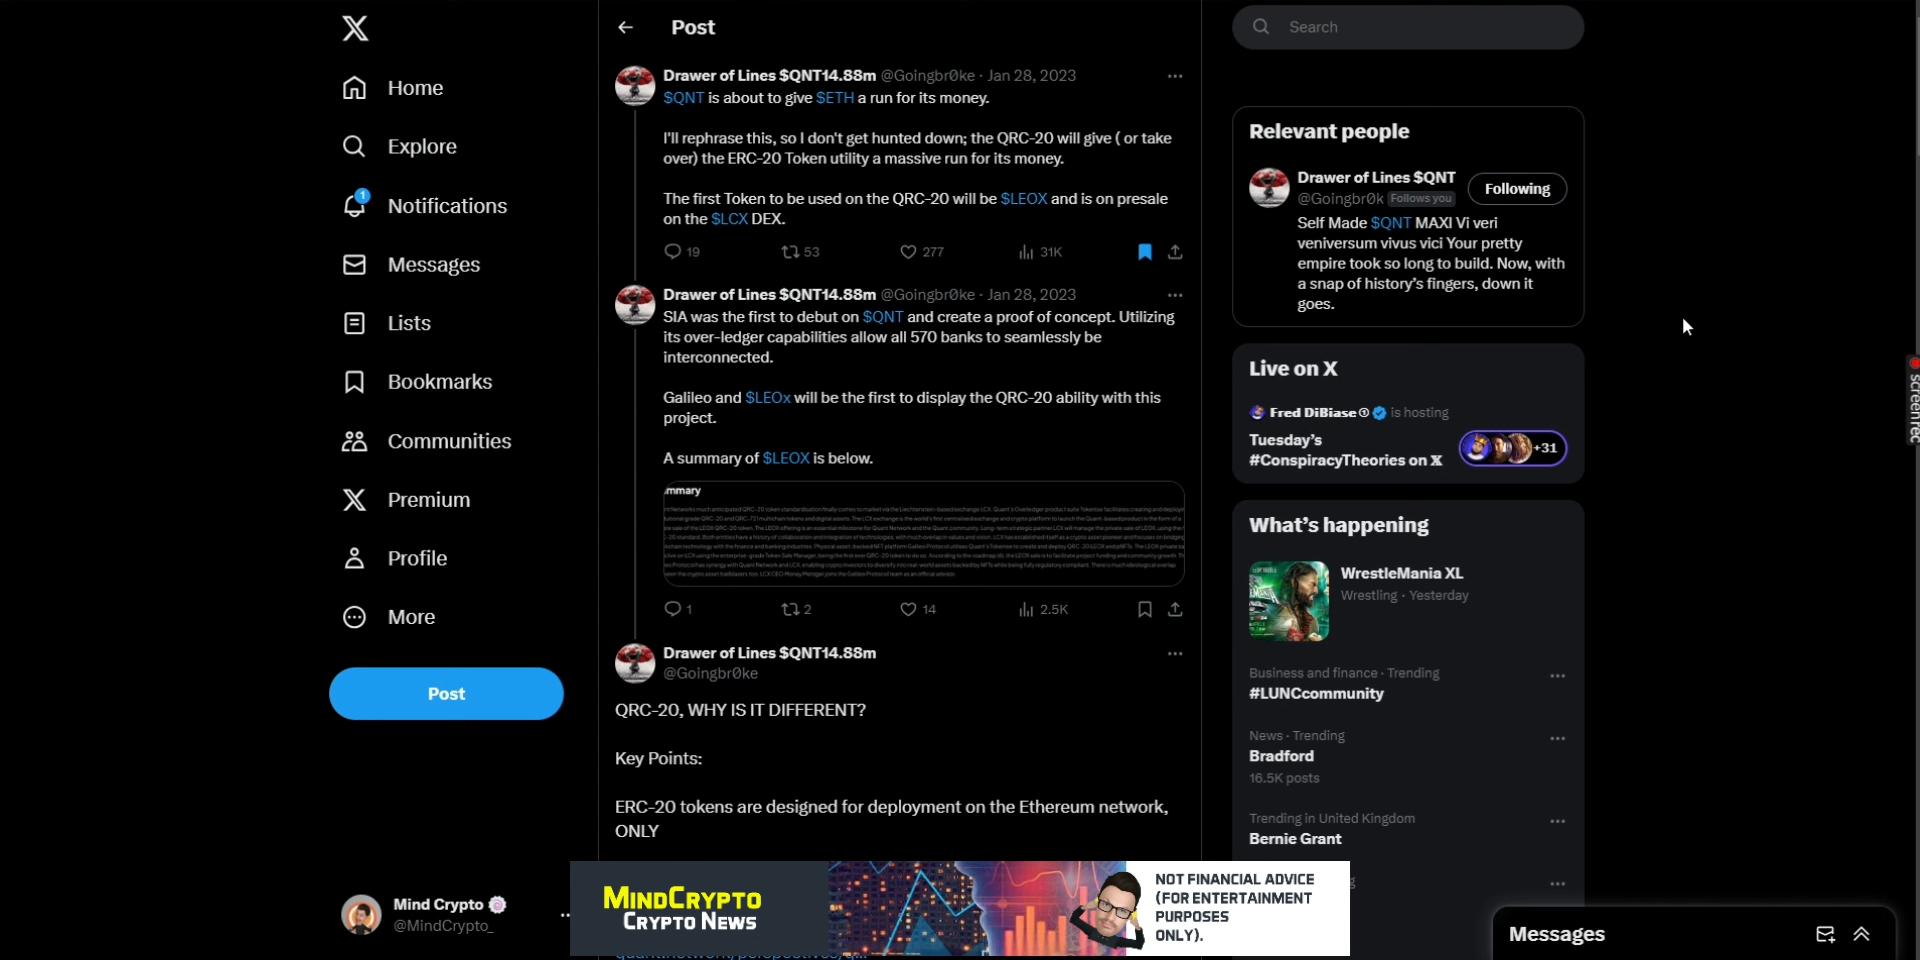 Home
Explore
1
Notifications
Messages
Lists
Bookmarks
Communities
Premium
Profile
More
Post
Mind Crypto
@MindCrypto_
Post
Drawer of Lines $QNT14.88m @Goingbr0ke · Jan 28, 2023
$QNT is about to give $ETH a run for its money.
I'll rephrase this, so I don't get hunted down; the QRC-20 will give ( or take
over) the ERC-20 Token utility a massive run for its money.
The first Token to be used on the QRC-20 will be $LEOX and is on presale
on the $LCX DEX.
19 53 277 31K
Drawer of Lines $QNT14.88m @Goingbr0ke · Jan 28, 2023
SIA was the first to debut on $QNT and create a proof of concept. Utilizing
its over-ledger capabilities allow all 570 banks to seamlessly be
interconnected.
Galileo and $LEOx will be the first to display the QRC-20 ability with this
project.
A summary of $LEOX is below.
mmary
1 2 14 2.5K
Drawer of Lines $QNT14.88m
@Goingbr0ke
QRC-20, WHY IS IT DIFFERENT?
Key Points:
ERC-20 tokens are designed for deployment on the Ethereum network,
ONLY
MINDCRYPTO
CRYPTO NEWS
NOT FINANCIAL ADVICE
(FOR ENTERTAINMENT
PURPOSES
ONLY).
Search
Relevant people
Drawer of Lines $QNT
Following
@Goingbr0k Follows you
Self Made $QNT MAXI Vi veri
veniversum vivus vici Your pretty
empire took so long to build. Now, with
a snap of history's fingers, down it
goes.
Live on X
Fred DiBiase is hosting
Tuesday's
#ConspiracyTheories on X
+31
What's happening
WrestleMania XL
Wrestling · Yesterday
Business and finance · Trending
#LUNCcommunity
News · Trending
Bradford
16.5K posts
Trending in United Kingdom
Bernie Grant
Messages